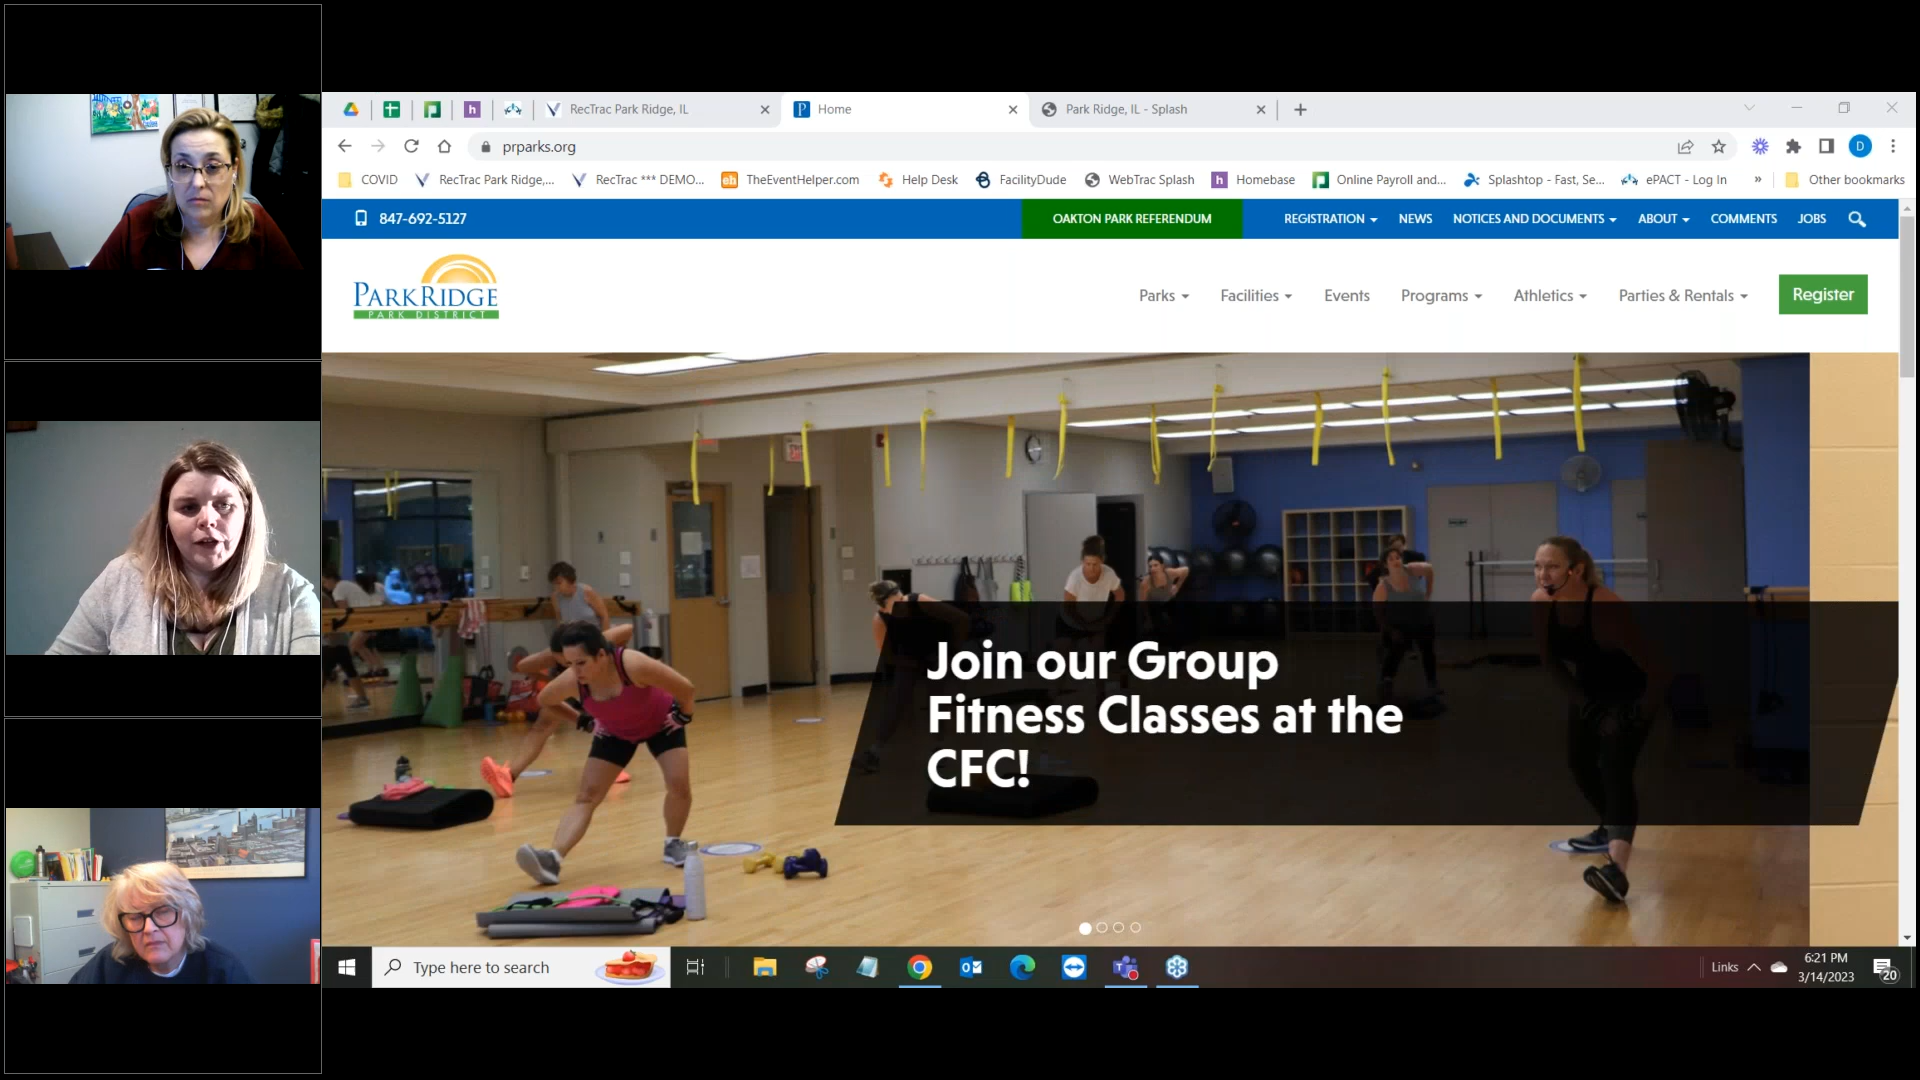 RecTrac Park Ridge, IL
Home
Park Ridge, IL - Splash
prparks.org
D
COVID
RecTrac Park Ridge,...
RecTrac *** DEMO...
eb
TheEventHelper.com
Help Desk
FacilityDude
WebTrac Splash
h
Homebase
Online Payroll and...
Splashtop - Fast, Se...
ePACT - Log In
»
Other bookmarks
847-692-5127
OAKTON PARK REFERENDUM
REGISTRATION
NEWS
NOTICES AND DOCUMENTS
ABOUT
COMMENTS
JOBS
PARK RIDGE
PARK DISTRICT
Parks
Facilities
Events
Programs
Athletics
Parties & Rentals
Register
Join our Group
Fitness Classes at the
CFC!
Type here to search
Links
6:21 PM
3/14/2023
20